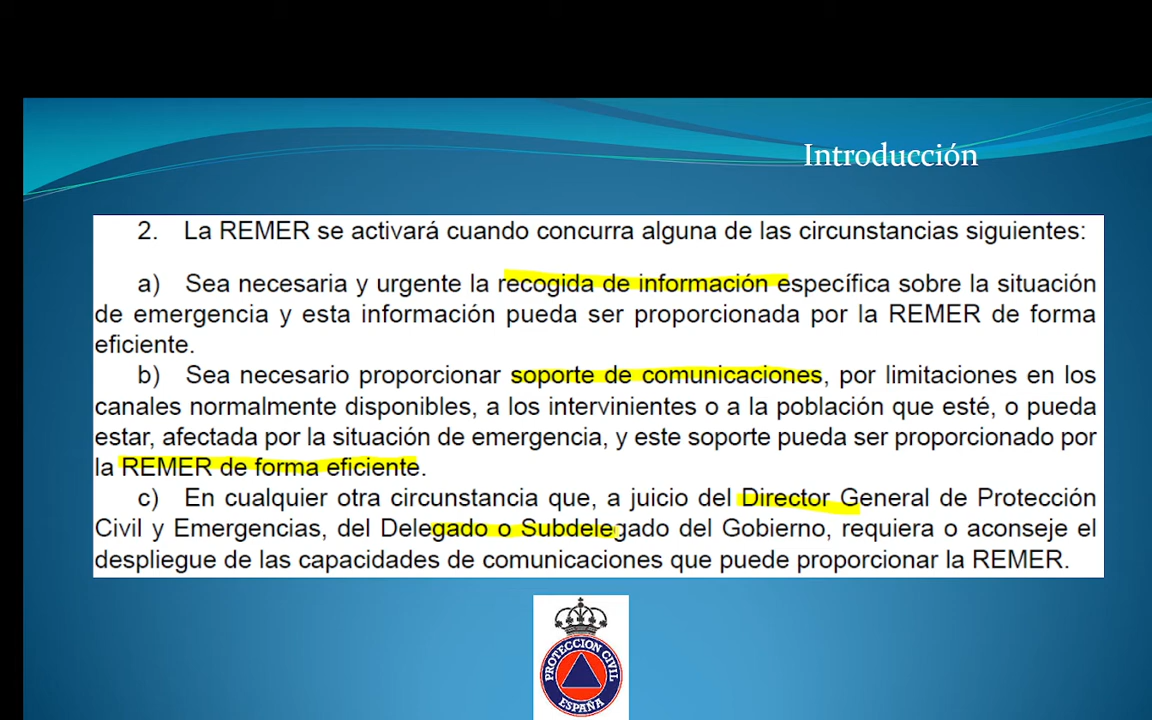 Introducción
2. La REMER se activará cuando concurra alguna de las circunstancias siguientes:
a) Sea necesaria y urgente la recogida de información específica sobre la situación
de emergencia y esta información pueda ser proporcionada por la REMER de forma
eficiente.
b) Sea necesario proporcionar soporte de comunicaciones, por limitaciones en los
canales normalmente disponibles, a los intervinientes o a la población que esté, o pueda
estar, afectada por la situación de emergencia, y este soporte pueda ser proporcionado por
la REMER de forma eficiente.
c) En cualquier otra circunstancia que, a juicio del Director General de Protección
Civil y Emergencias, del Delegado o Subdelegado del Gobierno, requiera o aconseje el
despliegue de las capacidades de comunicaciones que puede proporcionar la REMER.
PROTECCION CIVIL
ESPAÑA